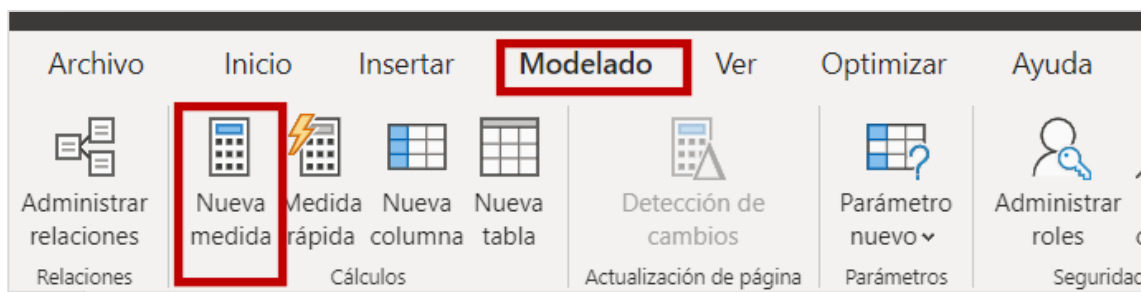 Archivo Inicio Insertar Modelado Ver Optimizar Ayuda
Administrar relaciones
Nueva medida
Medida rápida
Nueva columna
Nueva tabla
Detección de cambios
Parámetro nuevo
Administrar roles
Relaciones Cálculos Actualización de página Parámetros